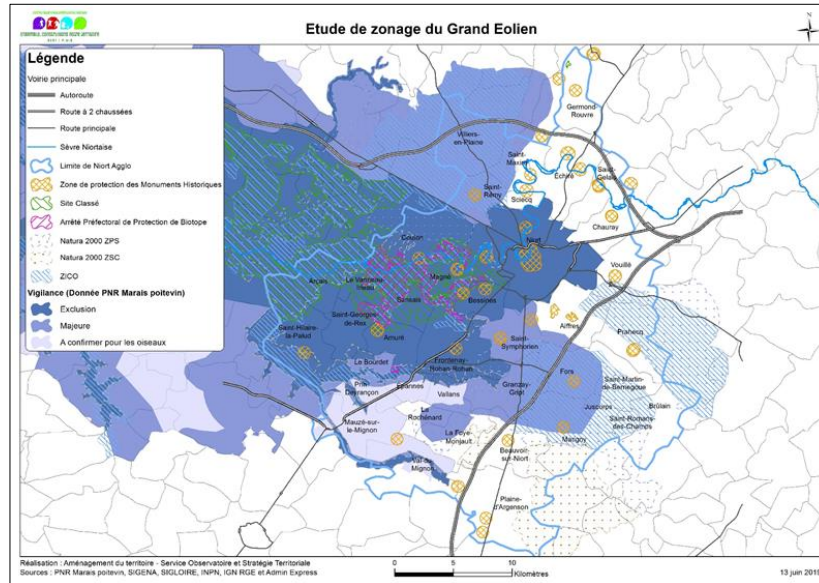 Etude de zonage du Grand Eolien
N
Légende
Voirie principale
Autoroute
Route à 2 chaussées
Route principale
Sèvre Niortaise
Limite de Niort Agglo
Zone de protection des Monuments Historiques
Site Classé
Arrêté Préfectoral de Protection de Biotope
Natura 2000 ZPS
Natura 2000 ZSC
ZICO
Vigilance (Donnée PNR Marais poitevin)
Exclusion
Majeure
A confirmer pour les oiseaux
Germond-
Rouvre
Villiers-
en-Plaine
Saint-
Maxire
Echiré
Saint-
Gelais
Saint-
Rémy
Sciecq
Chauray
Niort
Coulon
Vouillé
Magné
Arçais
Le Vanneau-
Irleau
Sansais
Bessines
Saint-Georges-
de-Rex
Amuré
Saint-Hilaire-
la-Palud
Aiffres
Prahecq
Saint-
Symphorien
Frontenay-
Rohan-Rohan
Le Bourdet
Prin-
Deyrançon
Epannes
Vallans
Granzay-
Gript
Fors
Saint-Martin-
de-Bernegoue
Juscorps
Brûlain
Saint-Romans-
des-Champs
Mauzé-sur-
le-Mignon
La
Rochénard
La Foye-
Monjault
Marigny
Beauvoir-
sur-Niort
Val-du-
Mignon
Plaine-
d'Argenson
Réalisation : Aménagement du territoire - Service Observatoire et Stratégie Territoriale
Sources : PNR Marais poitevin, SIGENA, SIGLOIRE, INPN, IGN RGE et Admin Express
0 5 10
Kilomètres
13 juin 2019